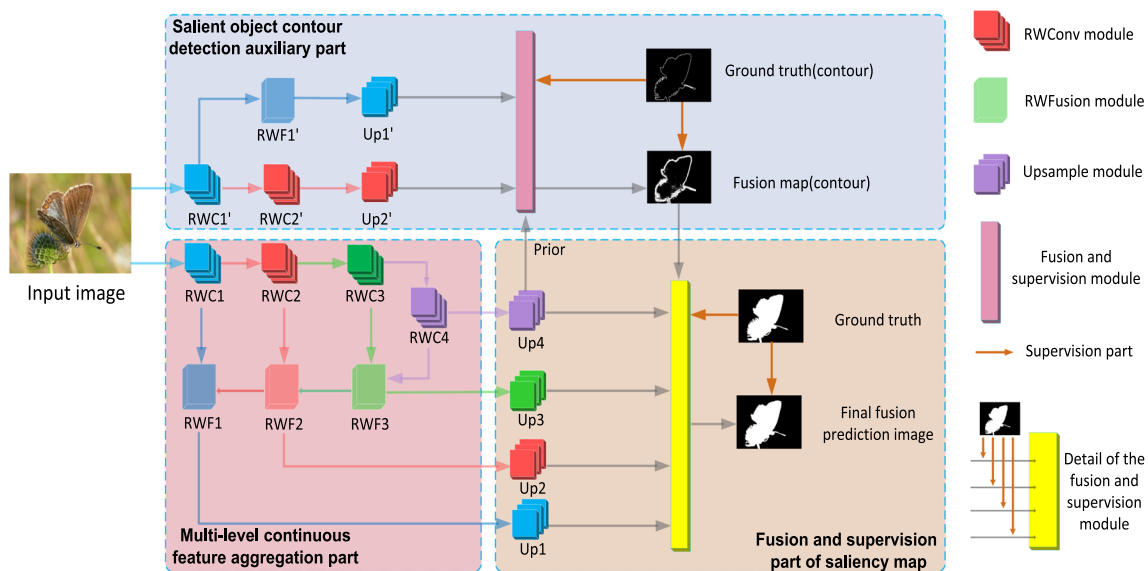 Salient object contour
detection auxiliary part
RWF1'
Up1'
RWC1'
RWC2'
Up2'
Ground truth(contour)
Fusion map(contour)
Input image
RWC1
RWC2
RWC3
RWC4
RWF1
RWF2
RWF3
Multi-level continuous
feature aggregation part
Prior
Up4
Up3
Up2
Up1
Ground truth
Final fusion
prediction image
Fusion and supervision
part of saliency map
RWConv module
RWFusion module
Upsample module
Fusion and
supervision module
Supervision part
Detail of the
fusion and
supervision
module